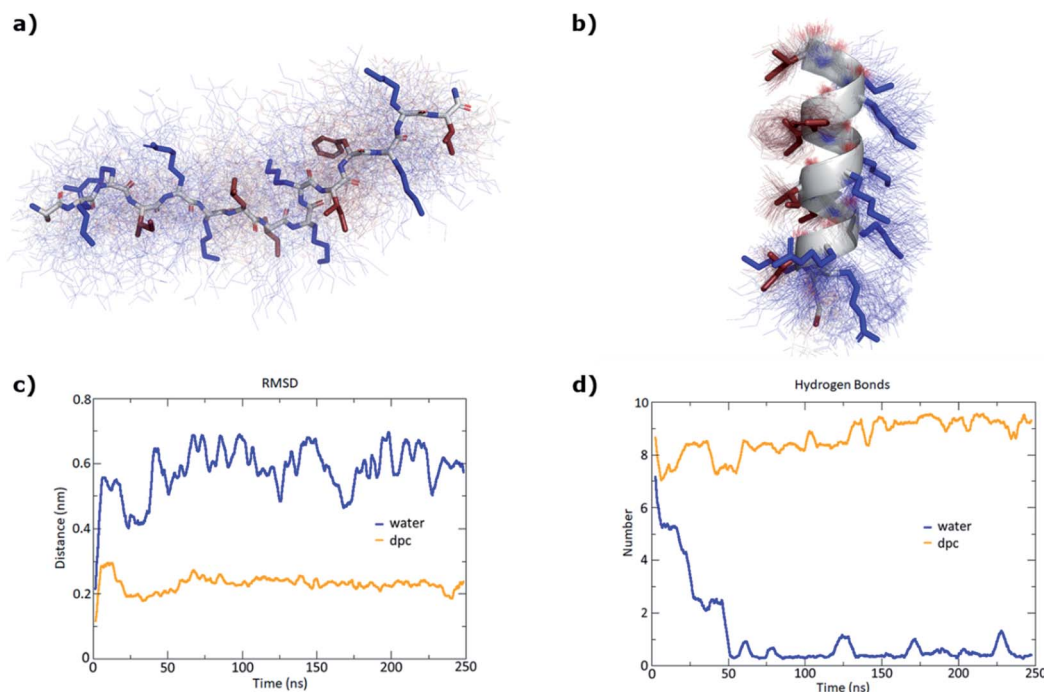 a)
b)
c)
RMSD
0.8
0.6
0.4
0.2
0
Distance (nm)
water
dpc
0
50
100
150
200
250
Time (ns)
d)
Hydrogen Bonds
10
8
6
4
2
0
Number
water
dpc
0
50
100
150
200
250
Time (ns)